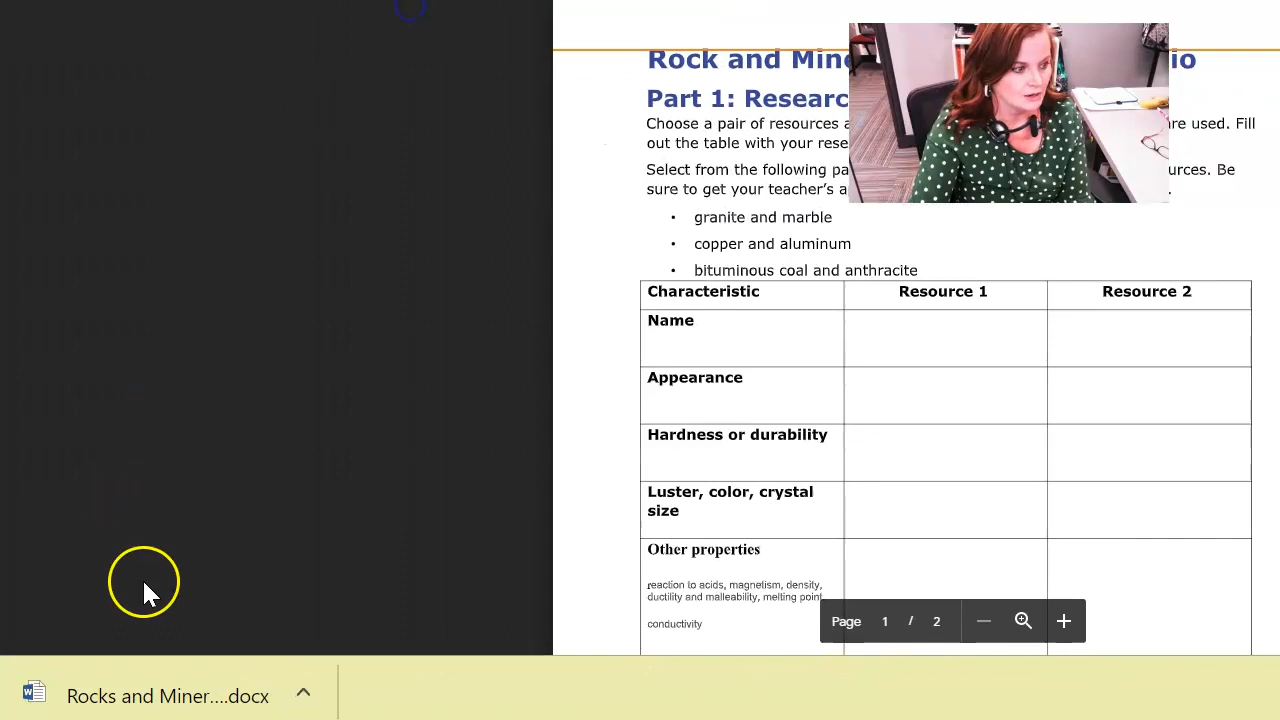 Rock and Mine io
Part 1: Researc
Choose a pair of resources a re used. Fill
out the table with your rese
Select from the following pa urces. Be
sure to get your teacher’s a .
• granite and marble
• copper and aluminum
• bituminous coal and anthracite
Characteristic Resource 1 Resource 2
Name
Appearance
Hardness or durability
Luster, color, crystal
size
Other properties
reaction to acids, magnetism, density,
ductility and malleability, melting point
conductivity
Page 1 / 2
Rocks and Miner....docx